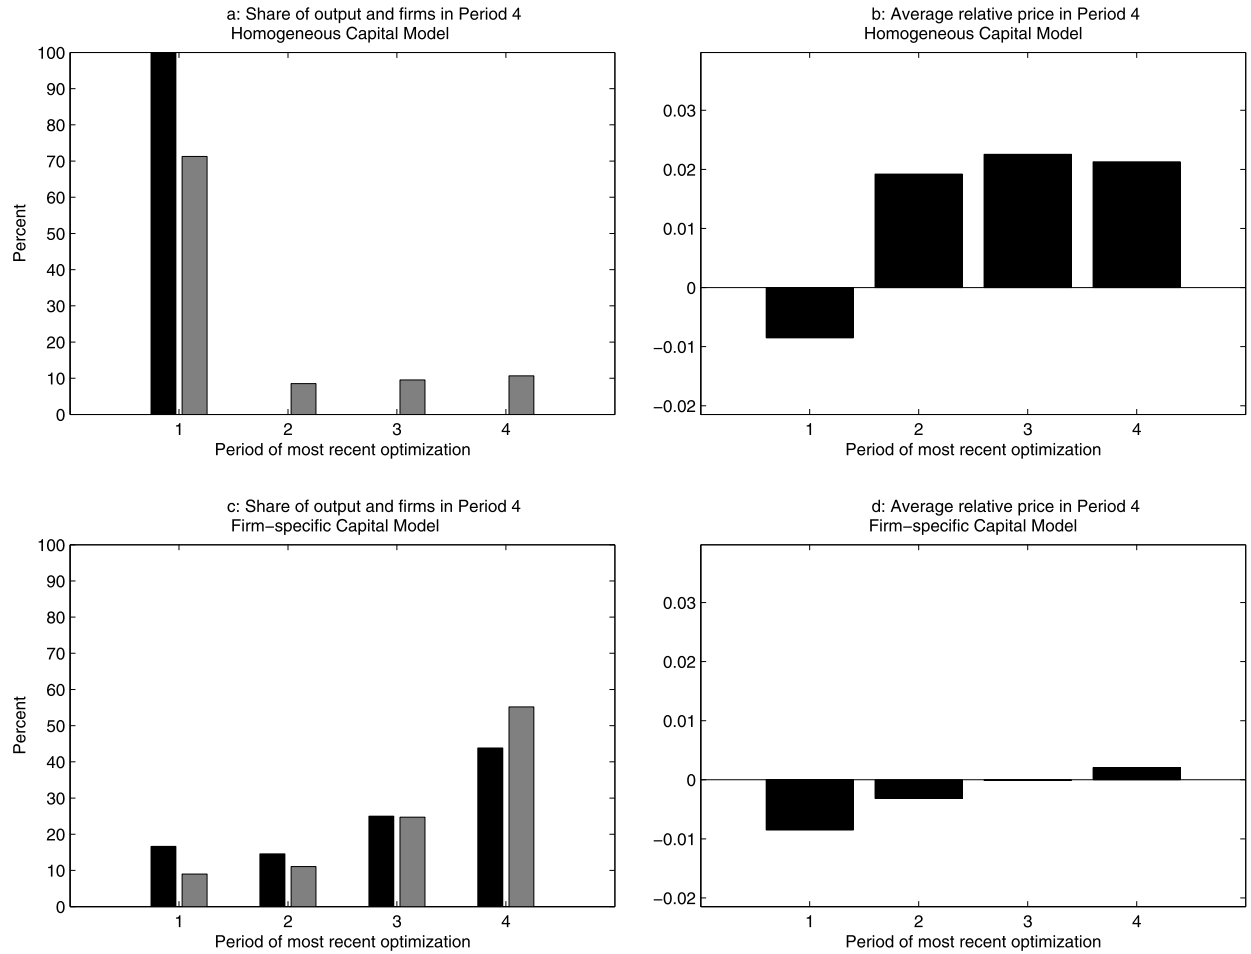 a: Share of output and firms in Period 4
Homogeneous Capital Model
100
90
80
70
60
50
40
30
20
10
0
Percent
1 2 3 4
Period of most recent optimization
b: Average relative price in Period 4
Homogeneous Capital Model
0.03
0.02
0.01
0
−0.01
−0.02
1 2 3 4
Period of most recent optimization
c: Share of output and firms in Period 4
Firm−specific Capital Model
100
90
80
70
60
50
40
30
20
10
0
Percent
1 2 3 4
Period of most recent optimization
d: Average relative price in Period 4
Firm−specific Capital Model
0.03
0.02
0.01
0
−0.01
−0.02
1 2 3 4
Period of most recent optimization